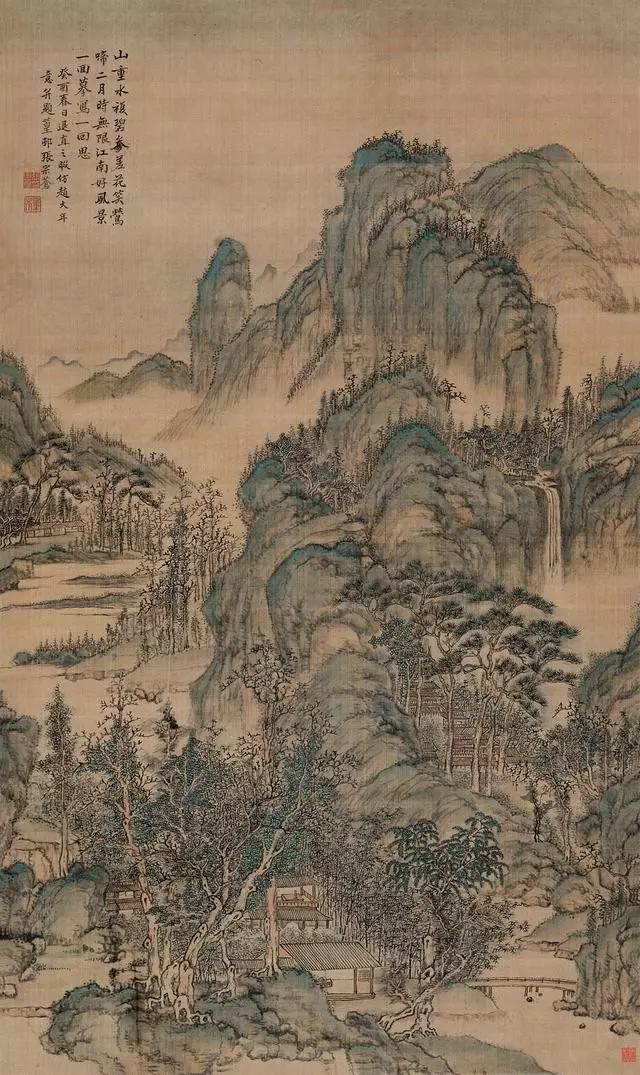 山重水複碧參差花笑鶯
啼二月時無限江南好風景
一回摹寫一回思
癸酉春日退直之暇仿趙大年
意并題篁邨張宗蒼